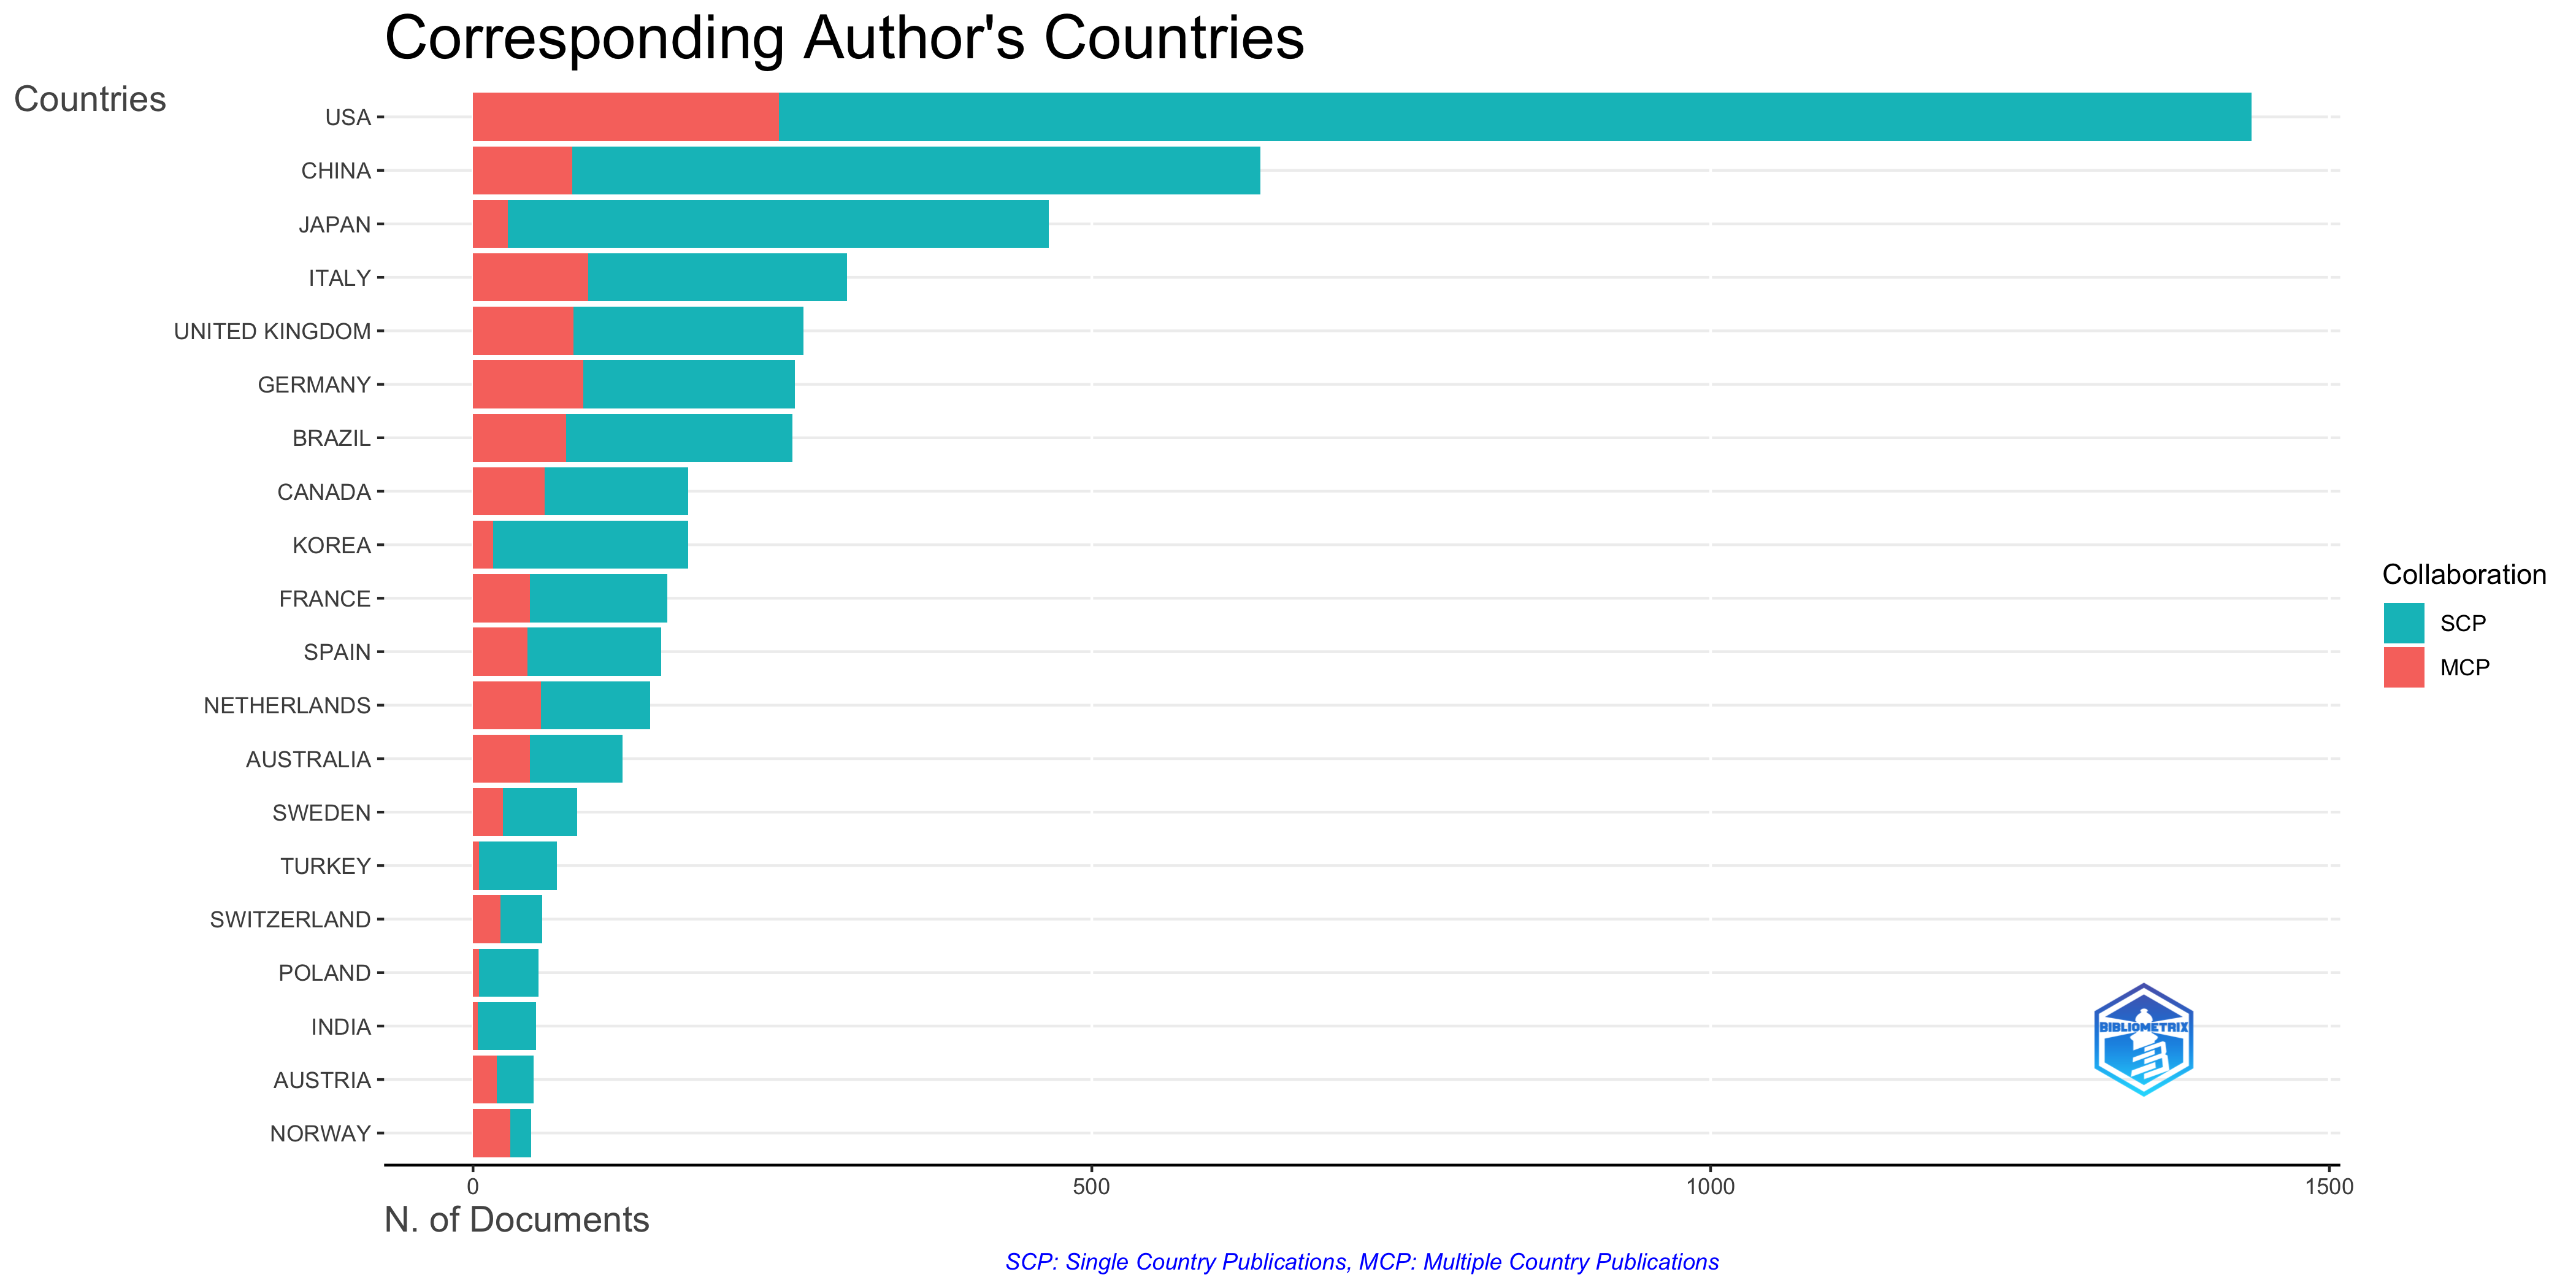 Corresponding Author's Countries
Countries
USA
CHINA
JAPAN
ITALY
UNITED KINGDOM
GERMANY
BRAZIL
CANADA
KOREA
FRANCE
SPAIN
NETHERLANDS
AUSTRALIA
SWEDEN
TURKEY
SWITZERLAND
POLAND
INDIA
AUSTRIA
NORWAY
Collaboration
SCP
MCP
BIBLIOMETRIX
0 500 1000 1500
N. of Documents
SCP: Single Country Publications, MCP: Multiple Country Publications